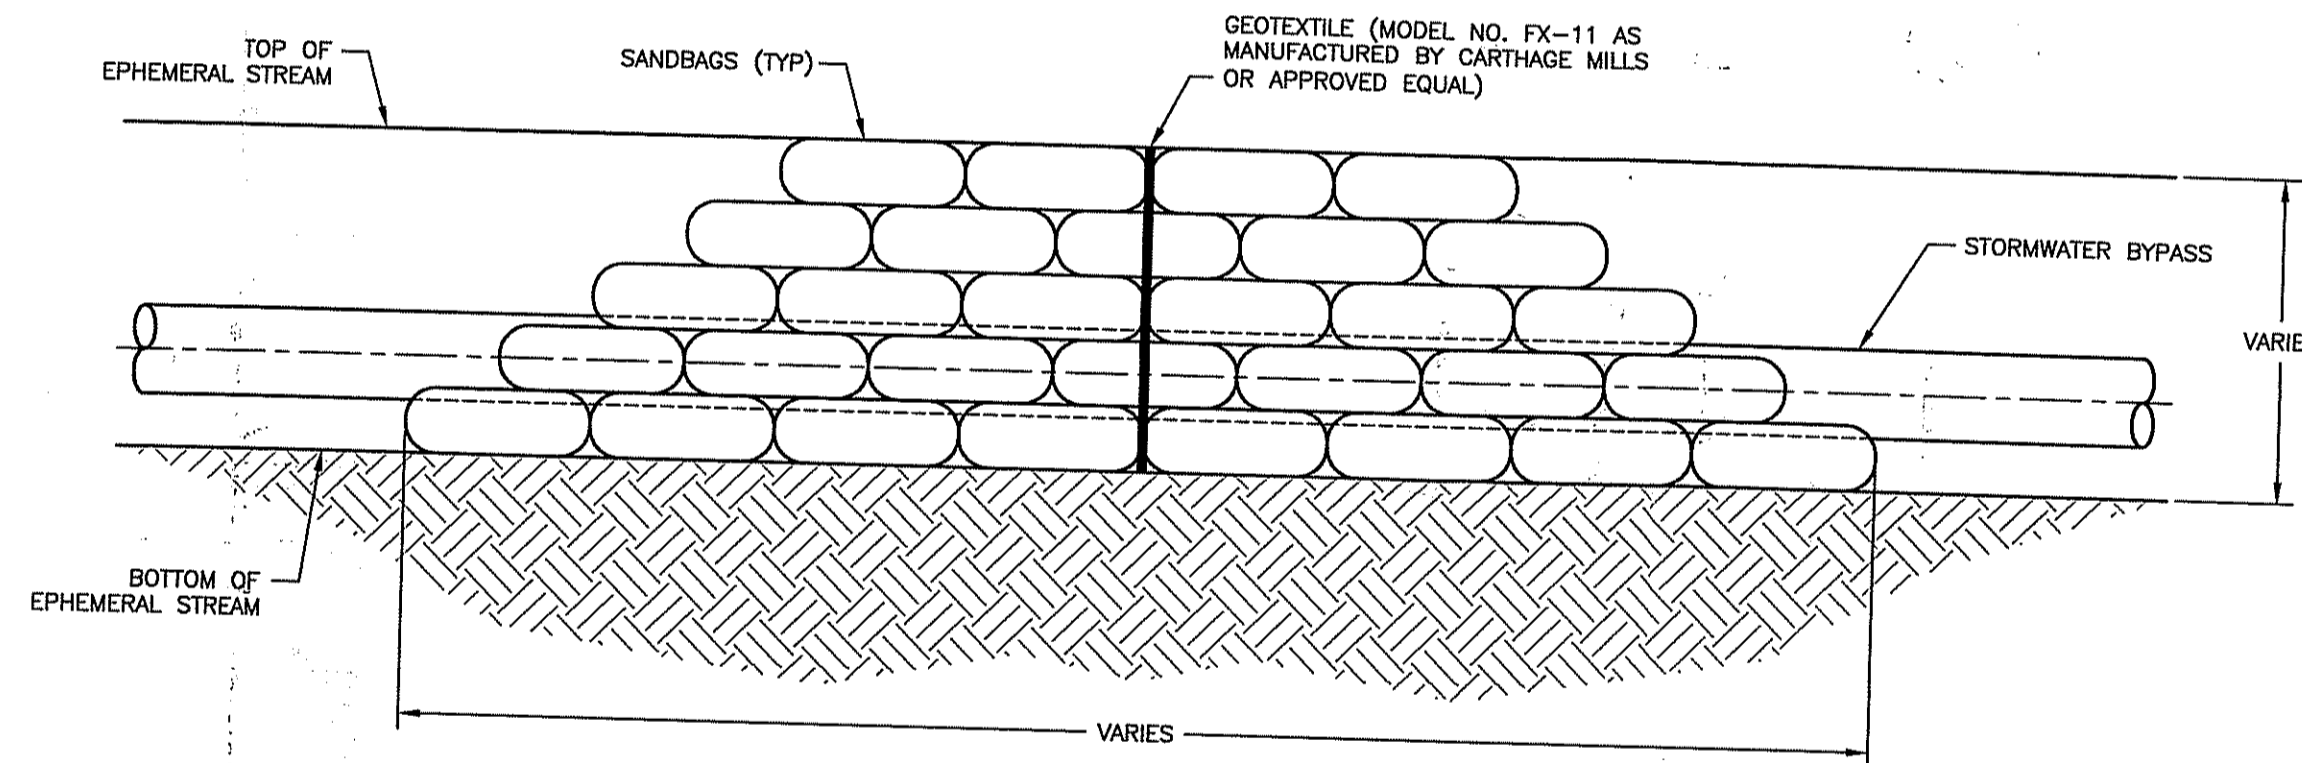 TOP OF
EPHEMERAL STREAM
SANDBAGS (TYP)
GEOTEXTILE (MODEL NO. FX-11 AS
MANUFACTURED BY CARTHAGE MILLS
OR APPROVED EQUAL)
STORMWATER BYPASS
VARIE
BOTTOM OF
EPHEMERAL STREAM
VARIES